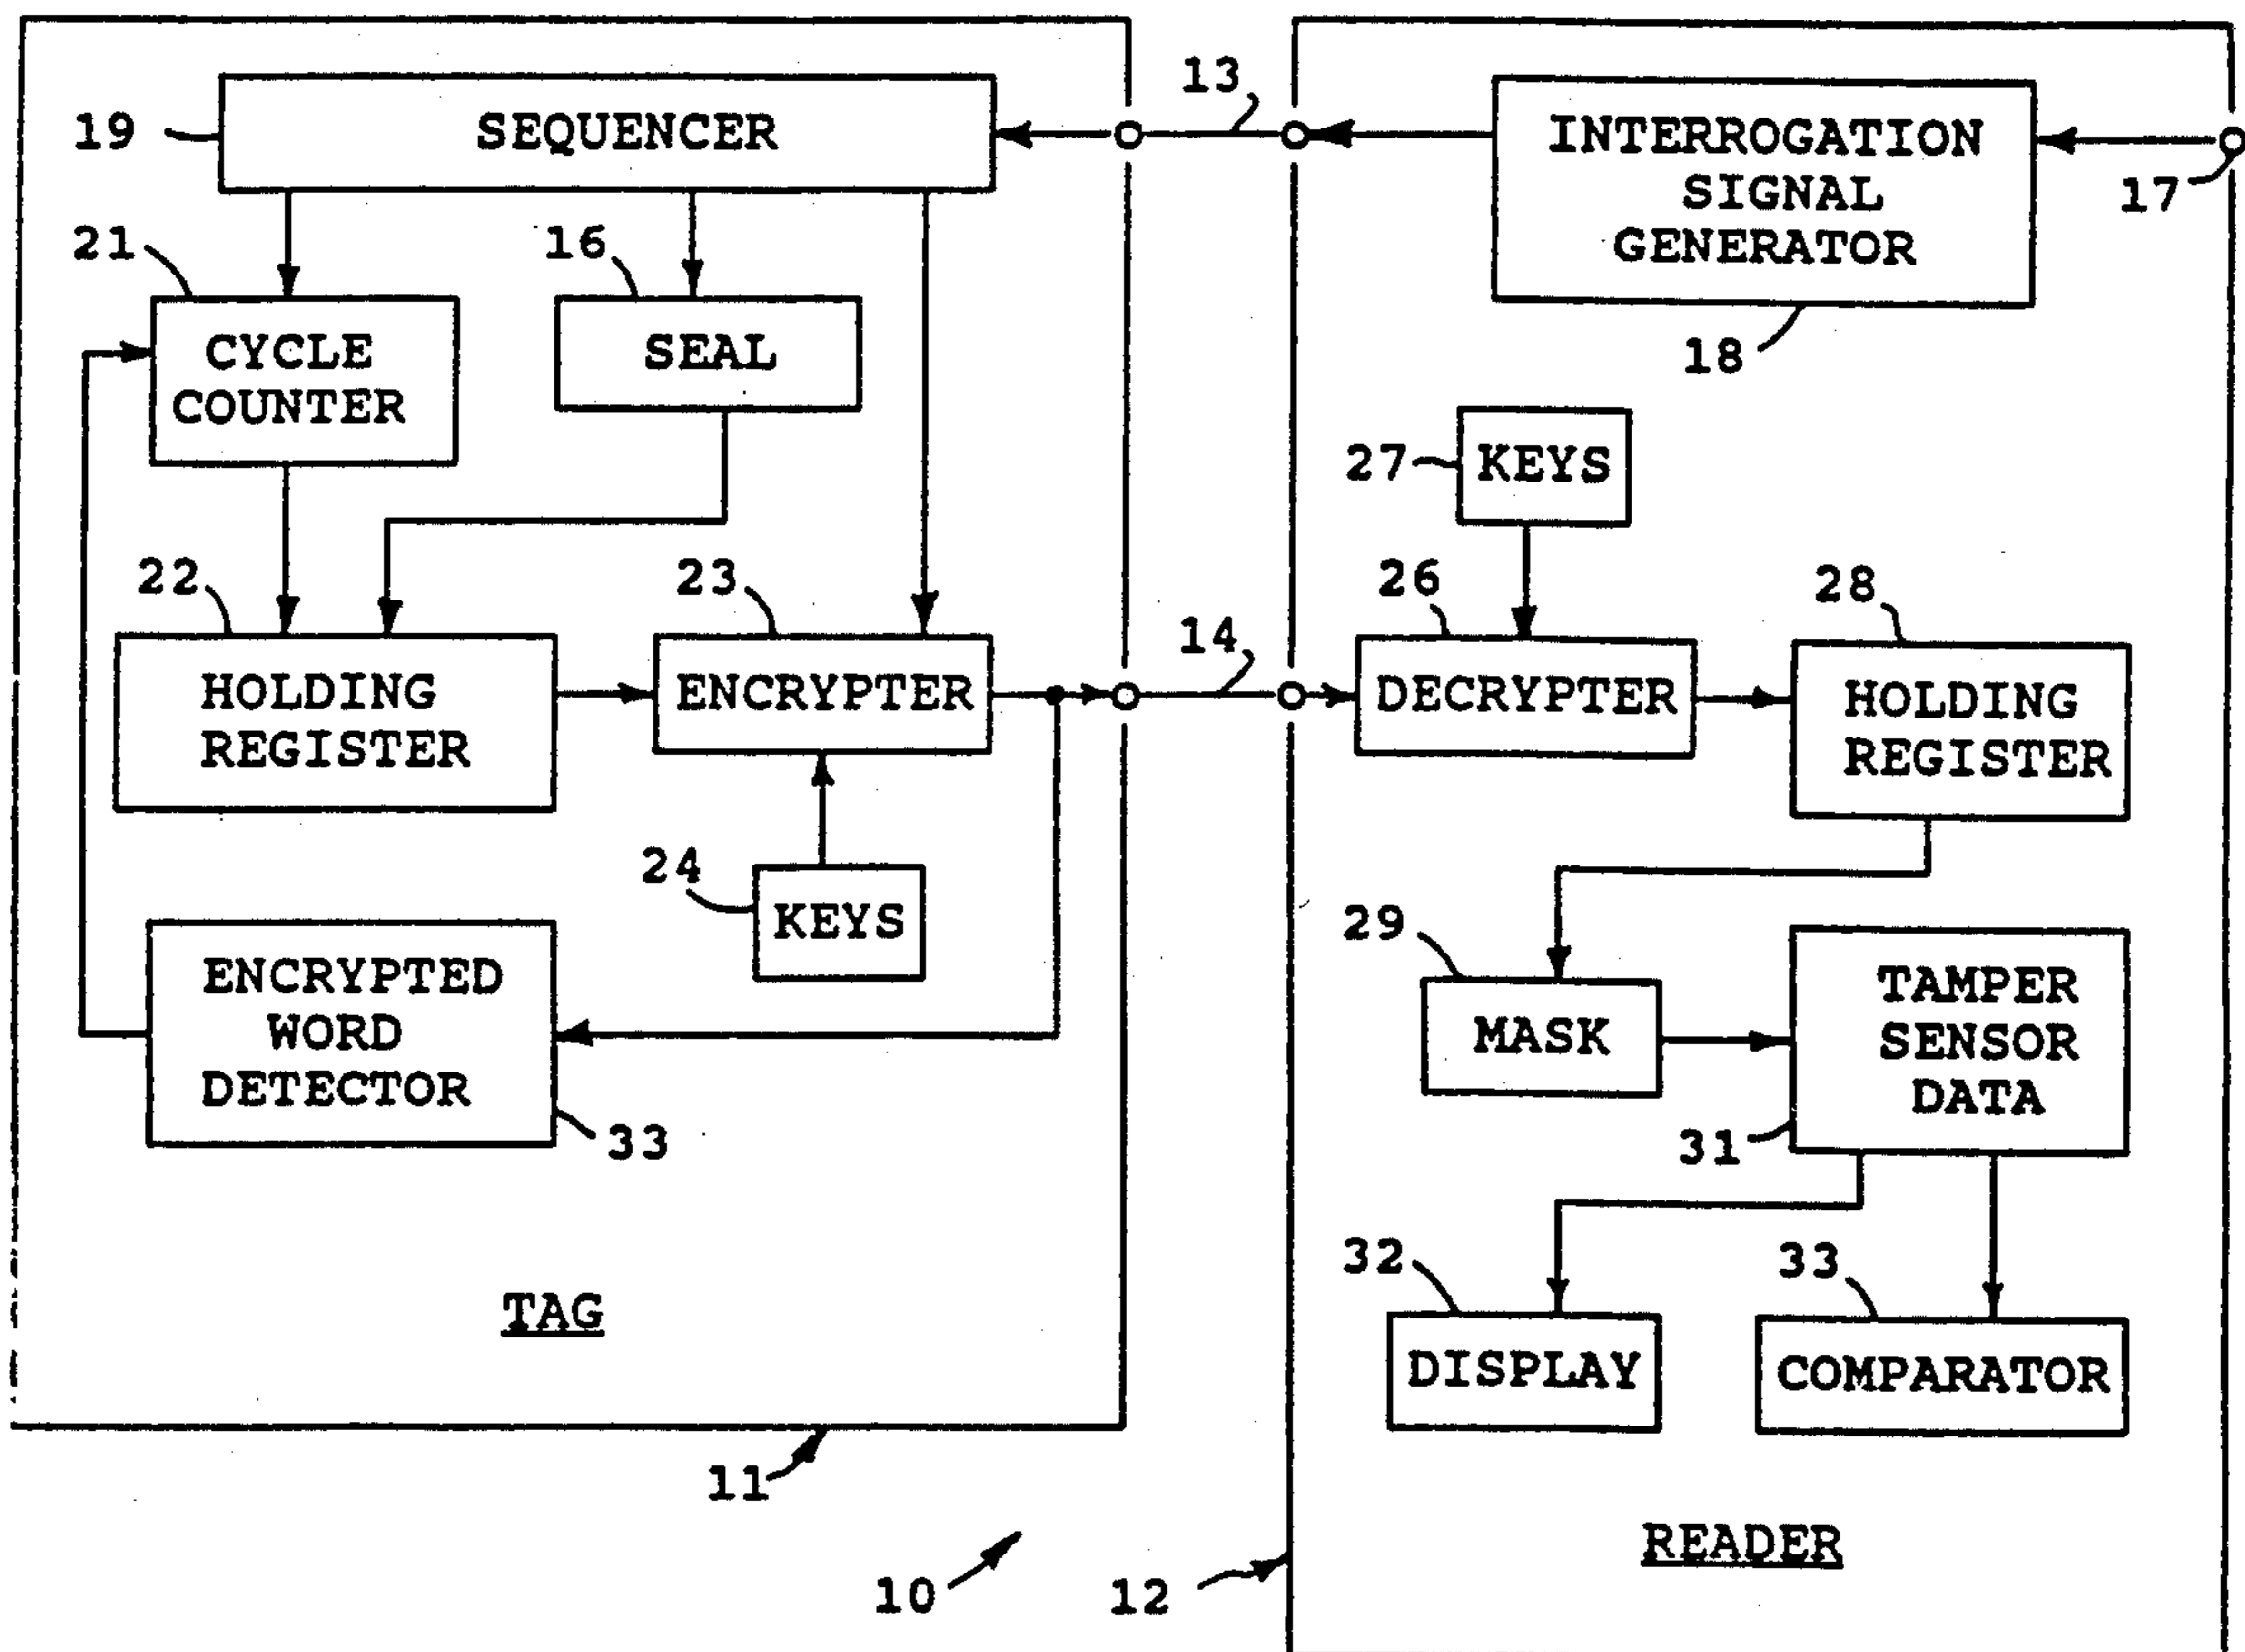 19
SEQUENCER
13
INTERROGATION
SIGNAL
GENERATOR
17
18
21
CYCLE
COUNTER
16
SEAL
27
KEYS
22
HOLDING
REGISTER
23
ENCRYPTER
14
26
DECRYPTER
28
HOLDING
REGISTER
24
KEYS
29
MASK
TAMPER
SENSOR
DATA
31
ENCRYPTED
WORD
DETECTOR
33
32
DISPLAY
33
COMPARATOR
TAG
11
10
12
READER